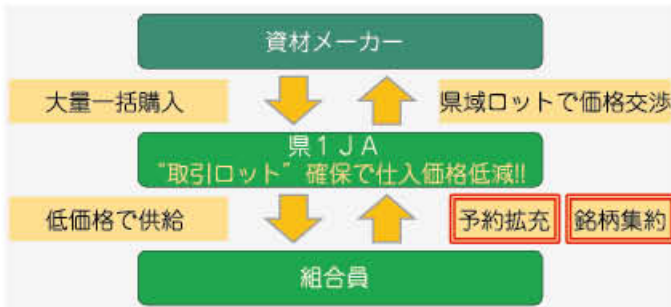 資材メーカー
大量一括購入
県域ロットで価格交渉
県1JA
“取引ロット”確保で仕入価格低減!!
低価格で供給
予約拡充
銘柄集約
組合員